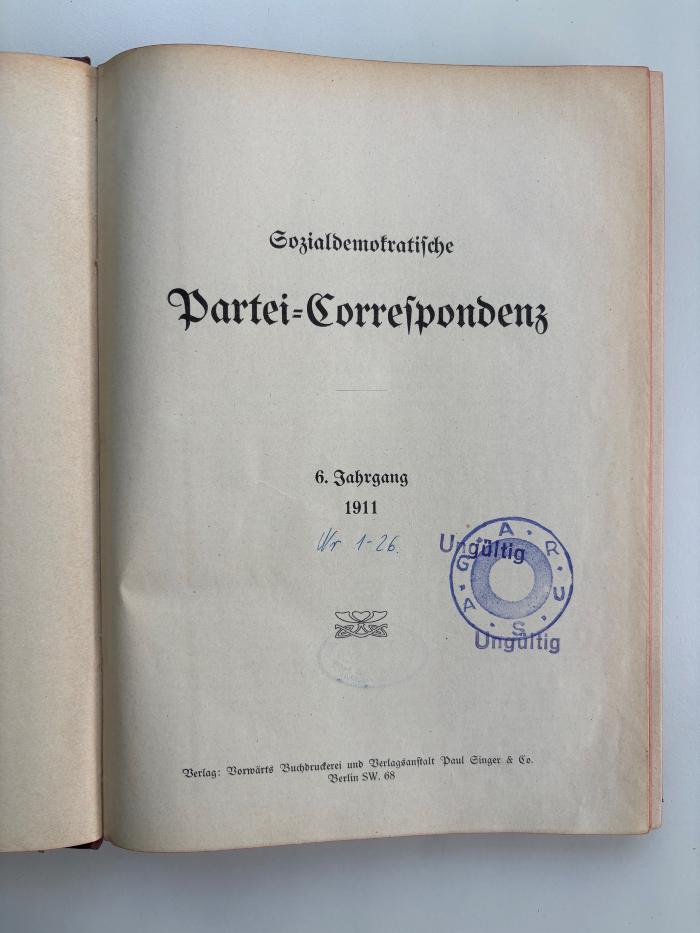 Sozialdemokratische
Partei=Correspondenz
6. Jahrgang
1911
Nr 1-26.
Ungültig
ARGUS
Ungültig
Verlag: Vorwärts Buchdruckerei und Verlagsanstalt Paul Singer & Co.
Berlin SW. 68